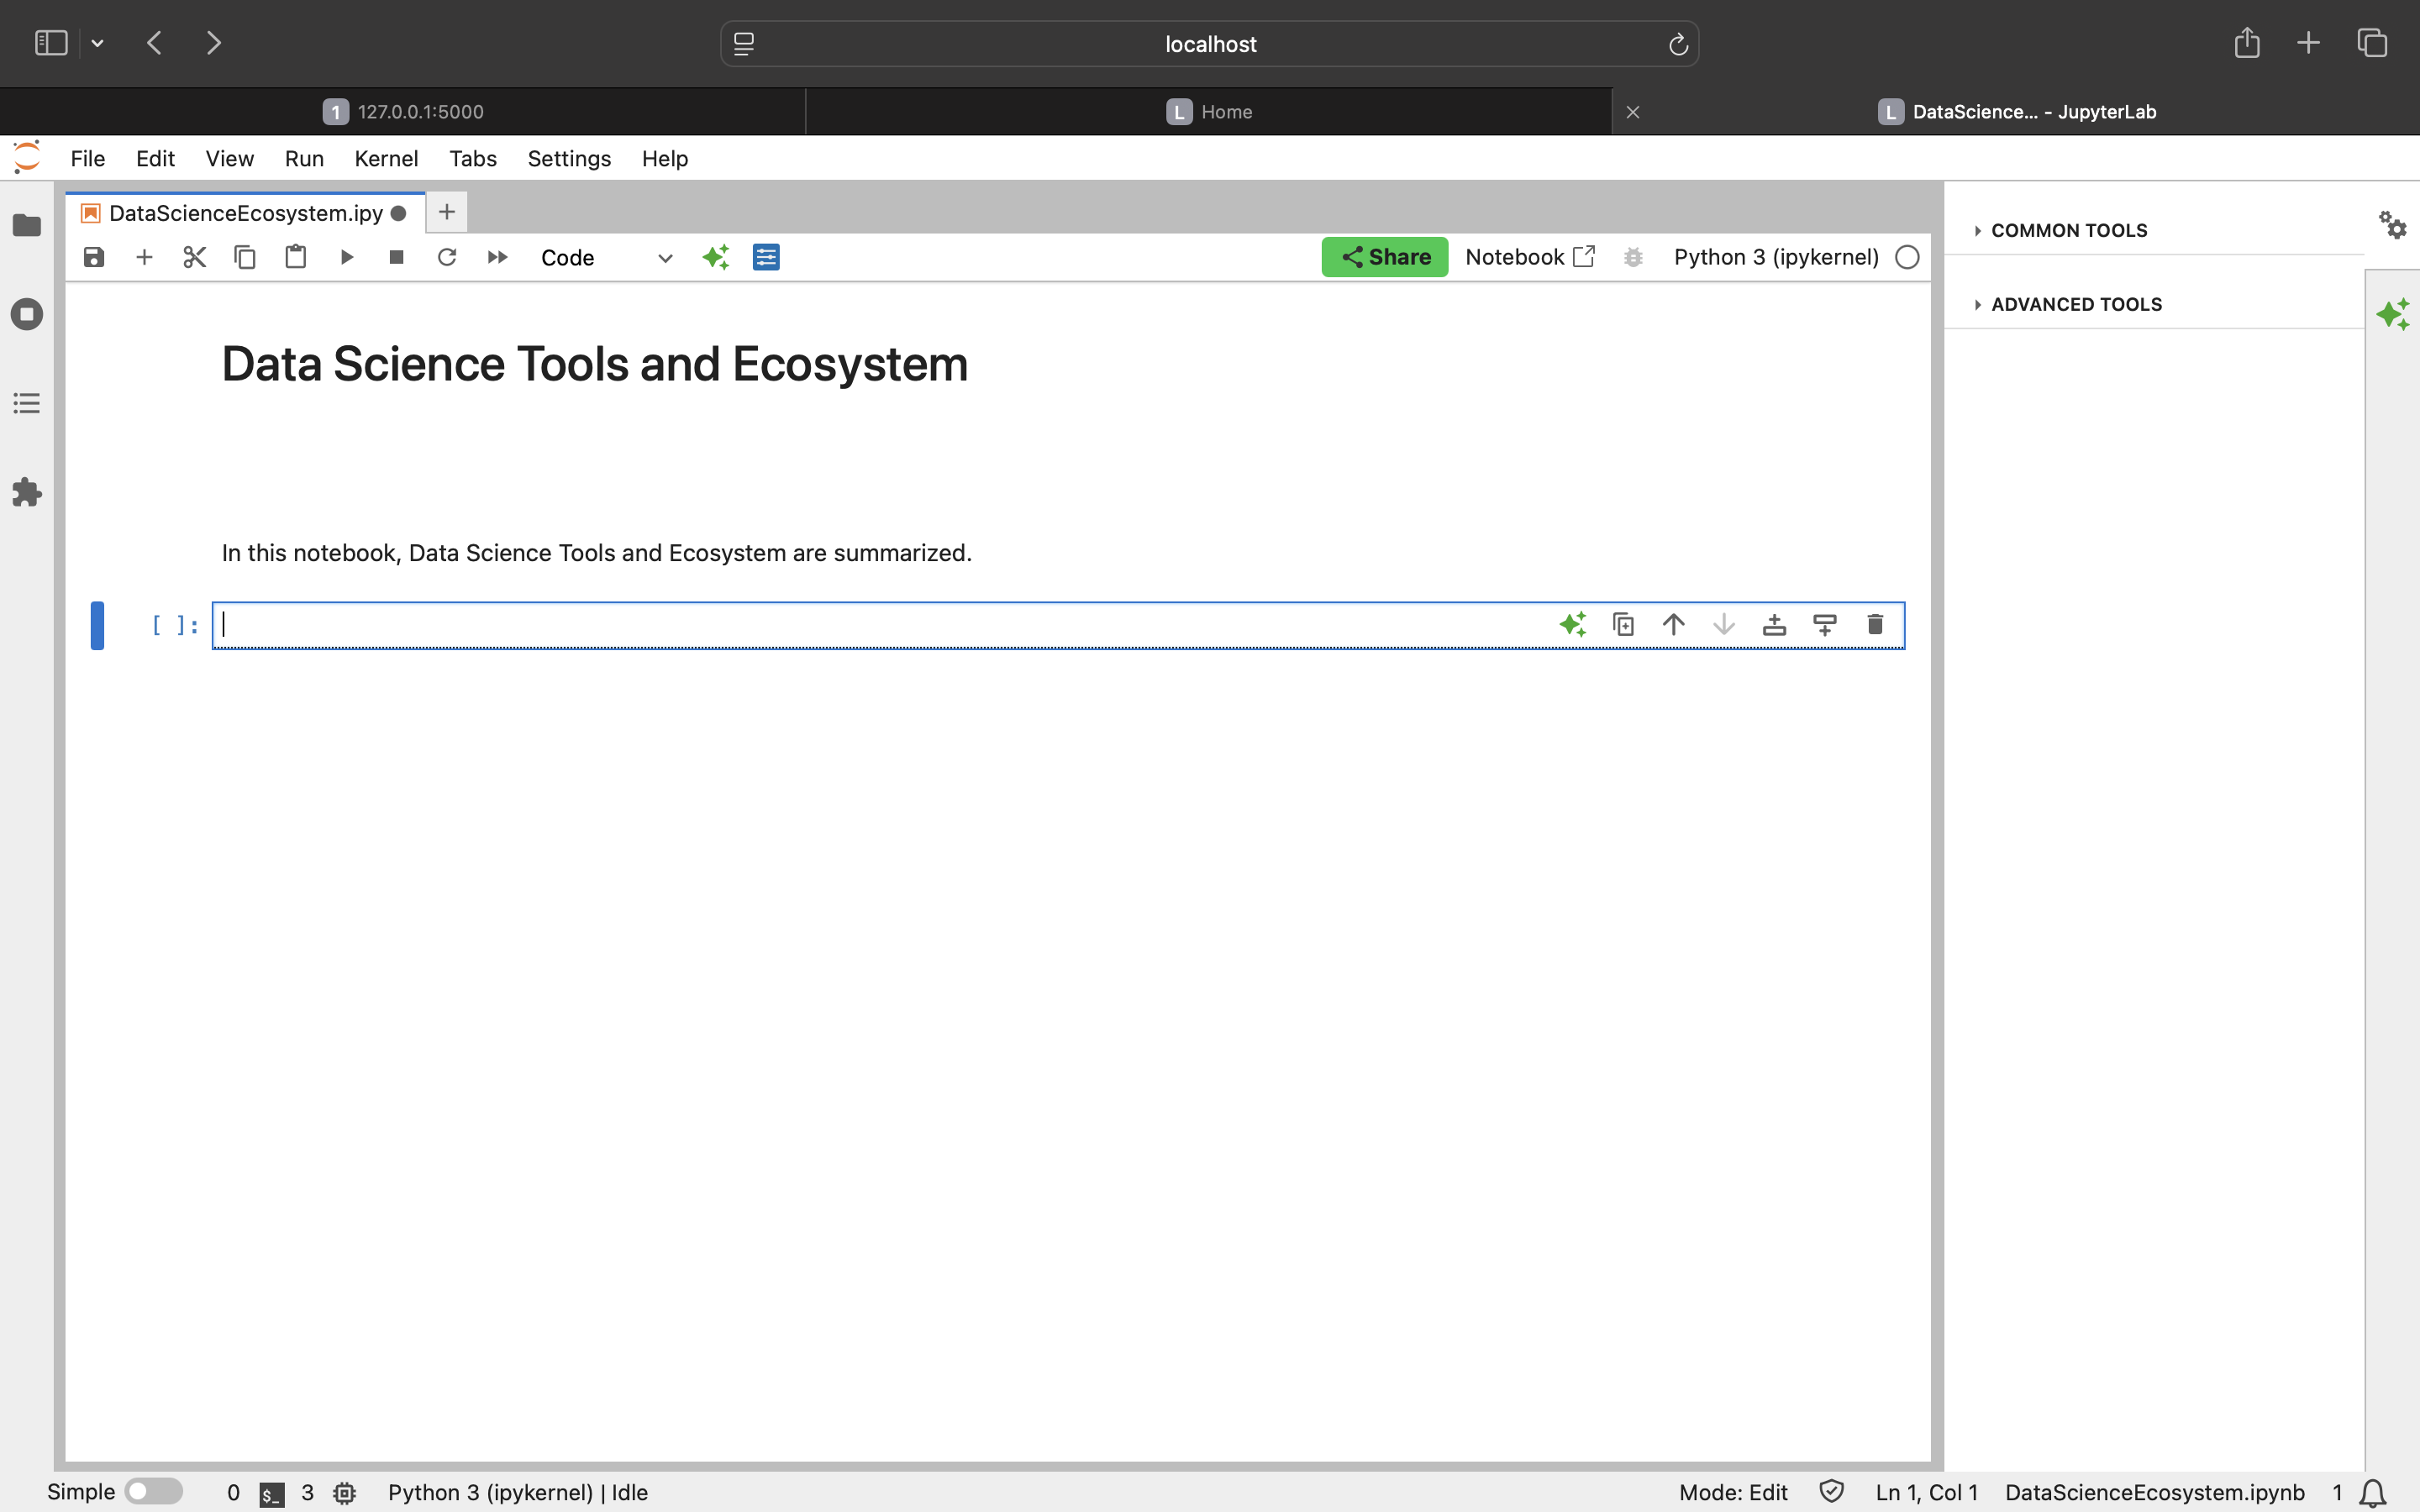 localhost
1 127.0.0.1:5000
L Home
L DataScience... - JupyterLab
File Edit View Run Kernel Tabs Settings Help
DataScienceEcosystem.ipy
Code
Share Notebook Python 3 (ipykernel)
COMMON TOOLS
ADVANCED TOOLS
Data Science Tools and Ecosystem
In this notebook, Data Science Tools and Ecosystem are summarized.
[ ]:
Simple 0 $_ 3 Python 3 (ipykernel) | Idle Mode: Edit Ln 1, Col 1 DataScienceEcosystem.ipynb 1